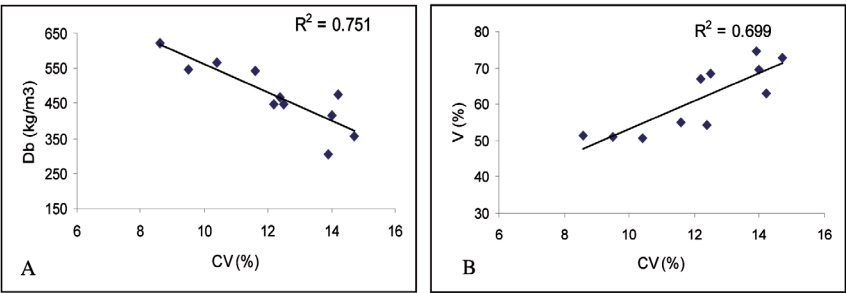 R² = 0.751
650
550
450
350
250
150
Db (kg/m3)
6 8 10 12 14 16
CV(%)
A
R² = 0.699
80
70
60
50
40
30
V (%)
6 8 10 12 14 16
CV(%)
B